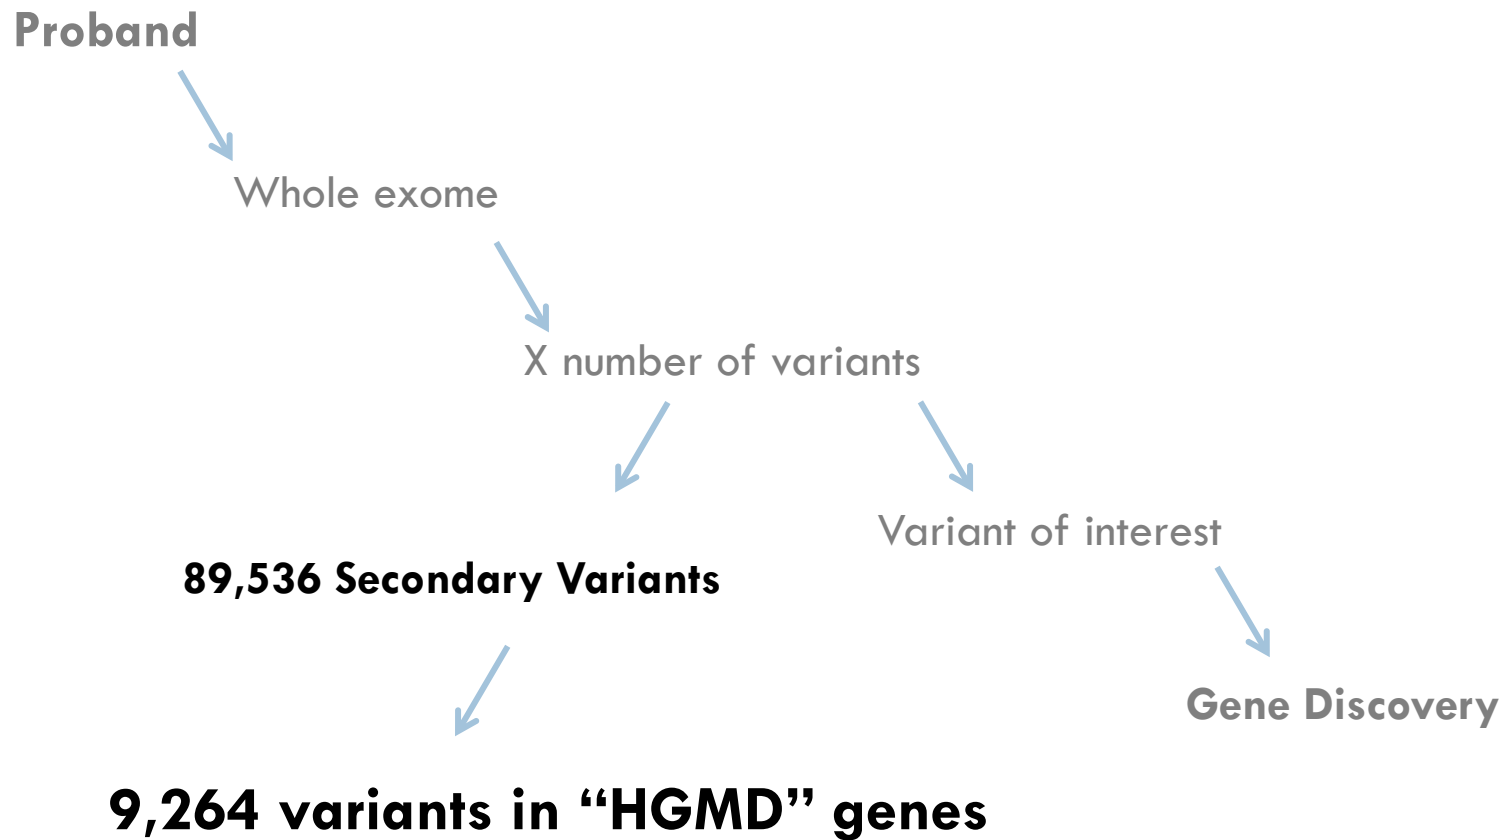 Proband
Whole exome
X number of variants
Variant of interest
89,536 Secondary Variants
Gene Discovery
9,264 variants in “HGMD” genes